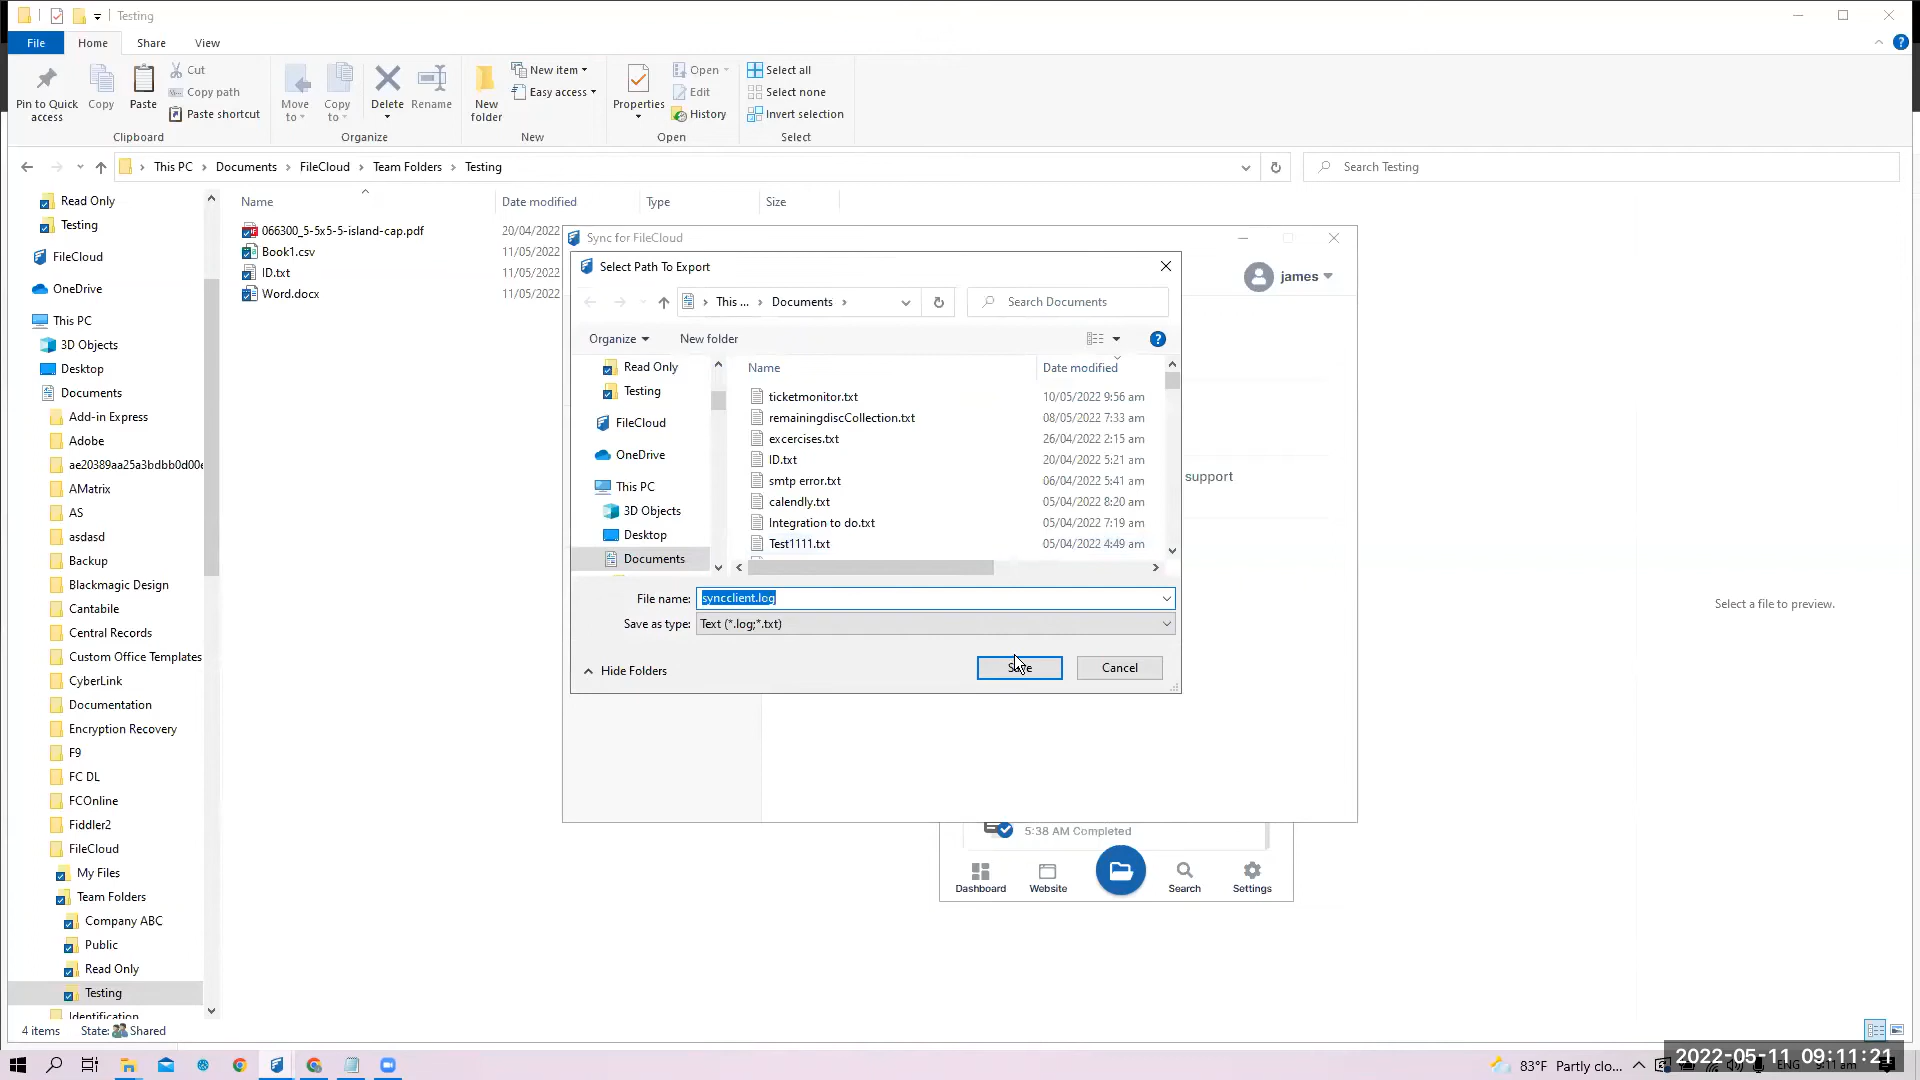 Testing
File Home Share View
Pin to Quick access
Copy
Paste
Cut
Copy path
Paste shortcut
Clipboard
Move to
Copy to
Delete
Rename
Organize
New folder
New item
Easy access
New
Properties
Open
Edit
History
Open
Select all
Select none
Invert selection
Select
This PC Documents FileCloud Team Folders Testing
Search Testing
Name Date modified Type Size
066300_5-5x5-5-island-cap.pdf 20/04/2022
Book1.csv 11/05/2022
ID.txt 11/05/2022
Word.docx 11/05/2022
Read Only
Testing
FileCloud
OneDrive
This PC
3D Objects
Desktop
Documents
Add-in Express
Adobe
ae20389aa25a3bdbb0d00e
AMatrix
AS
asdasd
Backup
Blackmagic Design
Cantabile
Central Records
Custom Office Templates
CyberLink
Documentation
Encryption Recovery
F9
FC DL
FCOnline
Fiddler2
FileCloud
My Files
Team Folders
Company ABC
Public
Read Only
Testing
Identification
4 items State: Shared
Sync for FileCloud
james
support
Select Path To Export
This ... Documents
Search Documents
Organize New folder
Read Only
Testing
FileCloud
OneDrive
This PC
3D Objects
Desktop
Documents
Name Date modified
ticketmonitor.txt 10/05/2022 9:56 am
remainingdiscCollection.txt 08/05/2022 7:33 am
excercises.txt 26/04/2022 2:15 am
ID.txt 20/04/2022 5:21 am
smtp error.txt 06/04/2022 5:41 am
calendly.txt 05/04/2022 8:20 am
Integration to do.txt 05/04/2022 7:19 am
Test1111.txt 05/04/2022 4:49 am
File name: syncclient.log
Save as type: Text (*.log;*.txt)
Hide Folders
Save
Cancel
Select a file to preview.
5:38 AM Completed
Dashboard Website Search Settings
83°F Partly clo...
2022-05-11 09:11:21